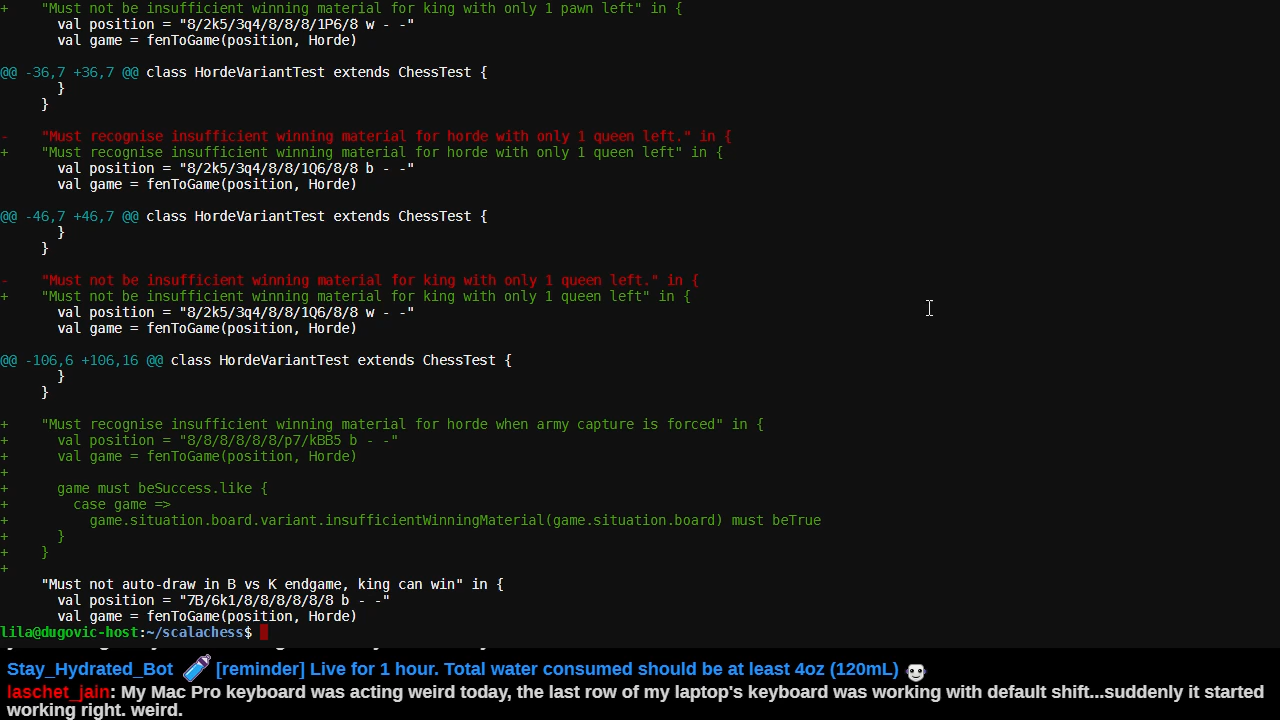 +    "Must not be insufficient winning material for king with only 1 pawn left" in {
       val position = "8/2k5/3q4/8/8/8/1P6/8 w - -"
       val game = fenToGame(position, Horde)
@@ -36,7 +36,7 @@ class HordeVariantTest extends ChessTest {
       }
     }
-    "Must recognise insufficient winning material for horde with only 1 queen left." in {
+    "Must recognise insufficient winning material for horde with only 1 queen left" in {
       val position = "8/2k5/3q4/8/8/1Q6/8/8 b - -"
       val game = fenToGame(position, Horde)
@@ -46,7 +46,7 @@ class HordeVariantTest extends ChessTest {
       }
     }
-    "Must not be insufficient winning material for king with only 1 queen left." in {
+    "Must not be insufficient winning material for king with only 1 queen left" in {
       val position = "8/2k5/3q4/8/8/1Q6/8/8 w - -"
       val game = fenToGame(position, Horde)
@@ -106,6 +106,16 @@ class HordeVariantTest extends ChessTest {
       }
     }
+    "Must recognise insufficient winning material for horde when army capture is forced" in {
+      val position = "8/8/8/8/8/8/p7/kBB5 b - -"
+      val game = fenToGame(position, Horde)
+
+      game must beSuccess.like {
+        case game =>
+          game.situation.board.variant.insufficientWinningMaterial(game.situation.board) must beTrue
+      }
+    }
+
     "Must not auto-draw in B vs K endgame, king can win" in {
       val position = "7B/6k1/8/8/8/8/8/8 b - -"
       val game = fenToGame(position, Horde)
lila@dugovic-host:~/scalachess$
Stay_Hydrated_Bot [reminder] Live for 1 hour. Total water consumed should be at least 4oz (120mL)
laschet_jain: My Mac Pro keyboard was acting weird today, the last row of my laptop's keyboard was working with default shift...suddenly it started
working right. weird.